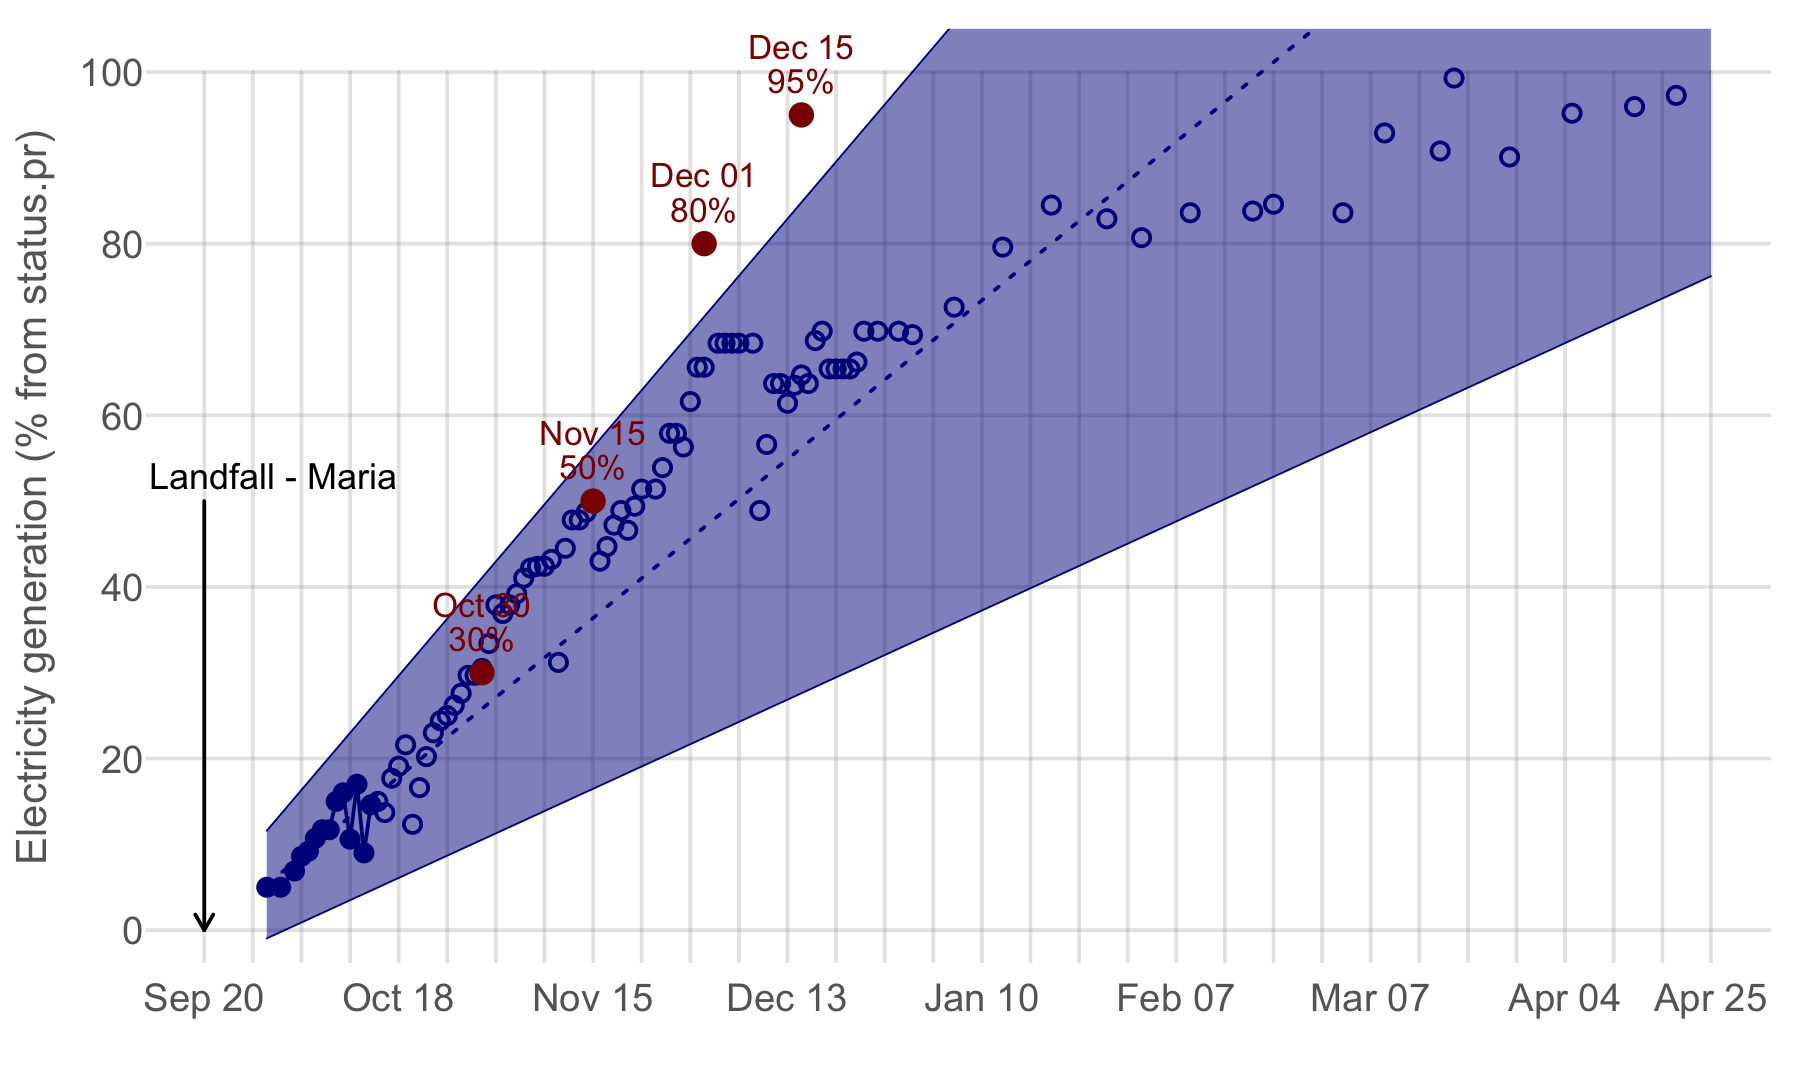 Electricity generation (% from status.pr)
100
80
60
40
20
0
Dec 15
95%
Dec 01
80%
Nov 15
50%
Oct 30
30%
Landfall - Maria
Sep 20
Oct 18
Nov 15
Dec 13
Jan 10
Feb 07
Mar 07
Apr 04
Apr 25